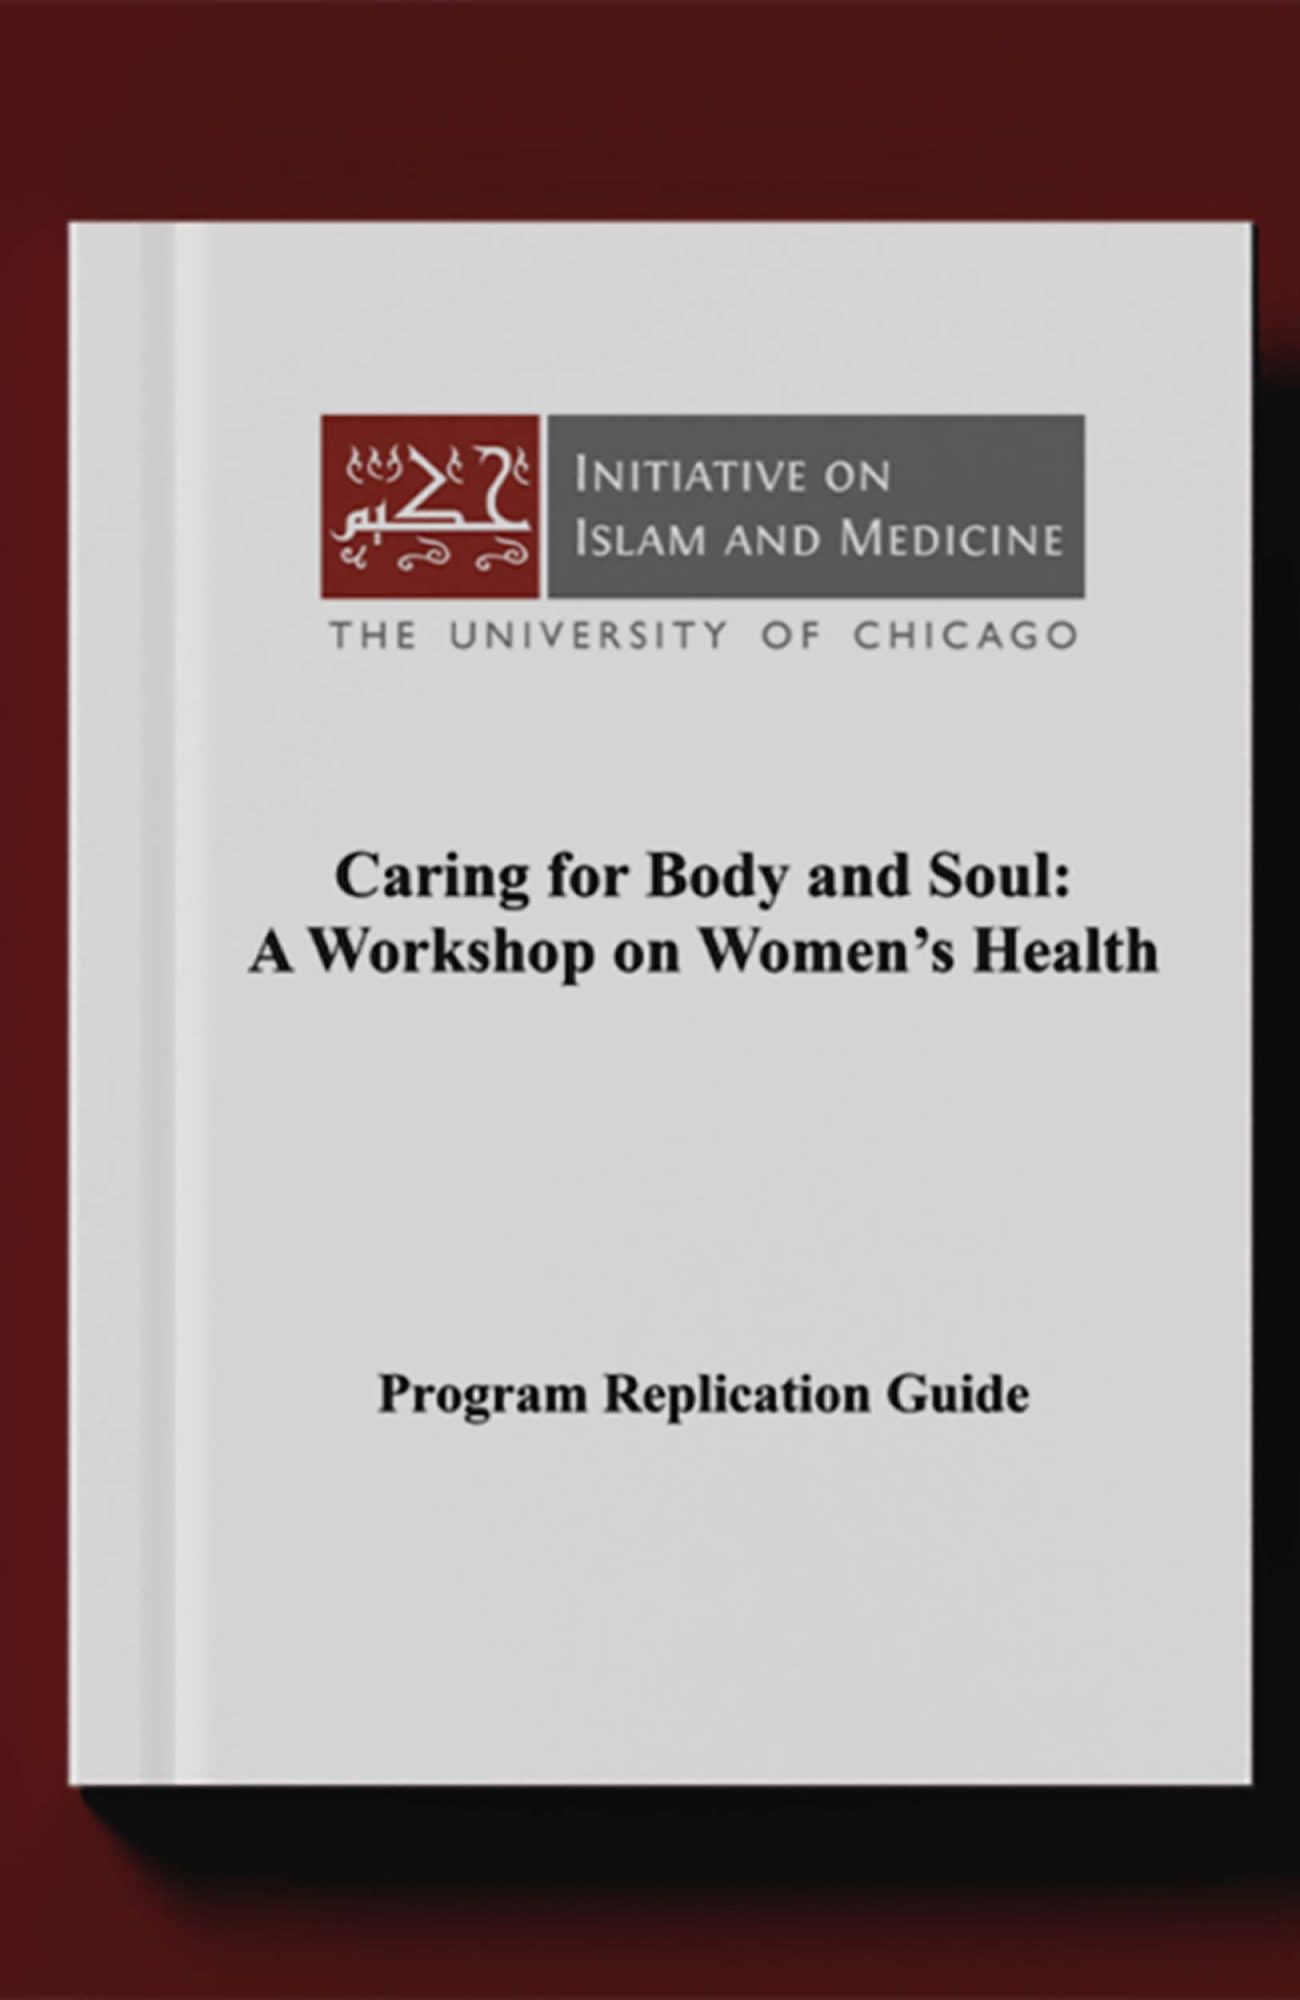 حكيم
INITIATIVE ON
ISLAM AND MEDICINE
THE UNIVERSITY OF CHICAGO
Caring for Body and Soul:
A Workshop on Women’s Health
Program Replication Guide